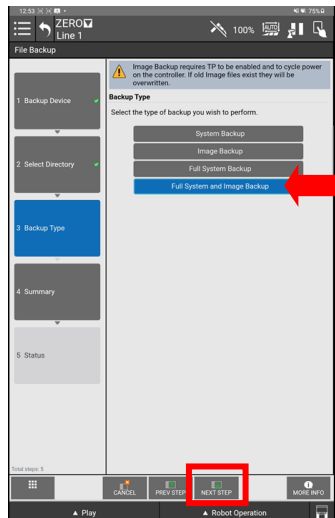 12:53
75%
ZERO
Line 1
100%
File Backup
Image Backup requires TP to be enabled and to cycle power
on the controller. If old Image files exist they will be
overwritten.
Backup Type
Select the type of backup you wish to perform.
1 Backup Device
2 Select Directory
3 Backup Type
4 Summary
5 Status
System Backup
Image Backup
Full System Backup
Full System and Image Backup
Total steps: 5
CANCEL
PREV STEP
NEXT STEP
MORE INFO
▲ Play
▲ Robot Operation